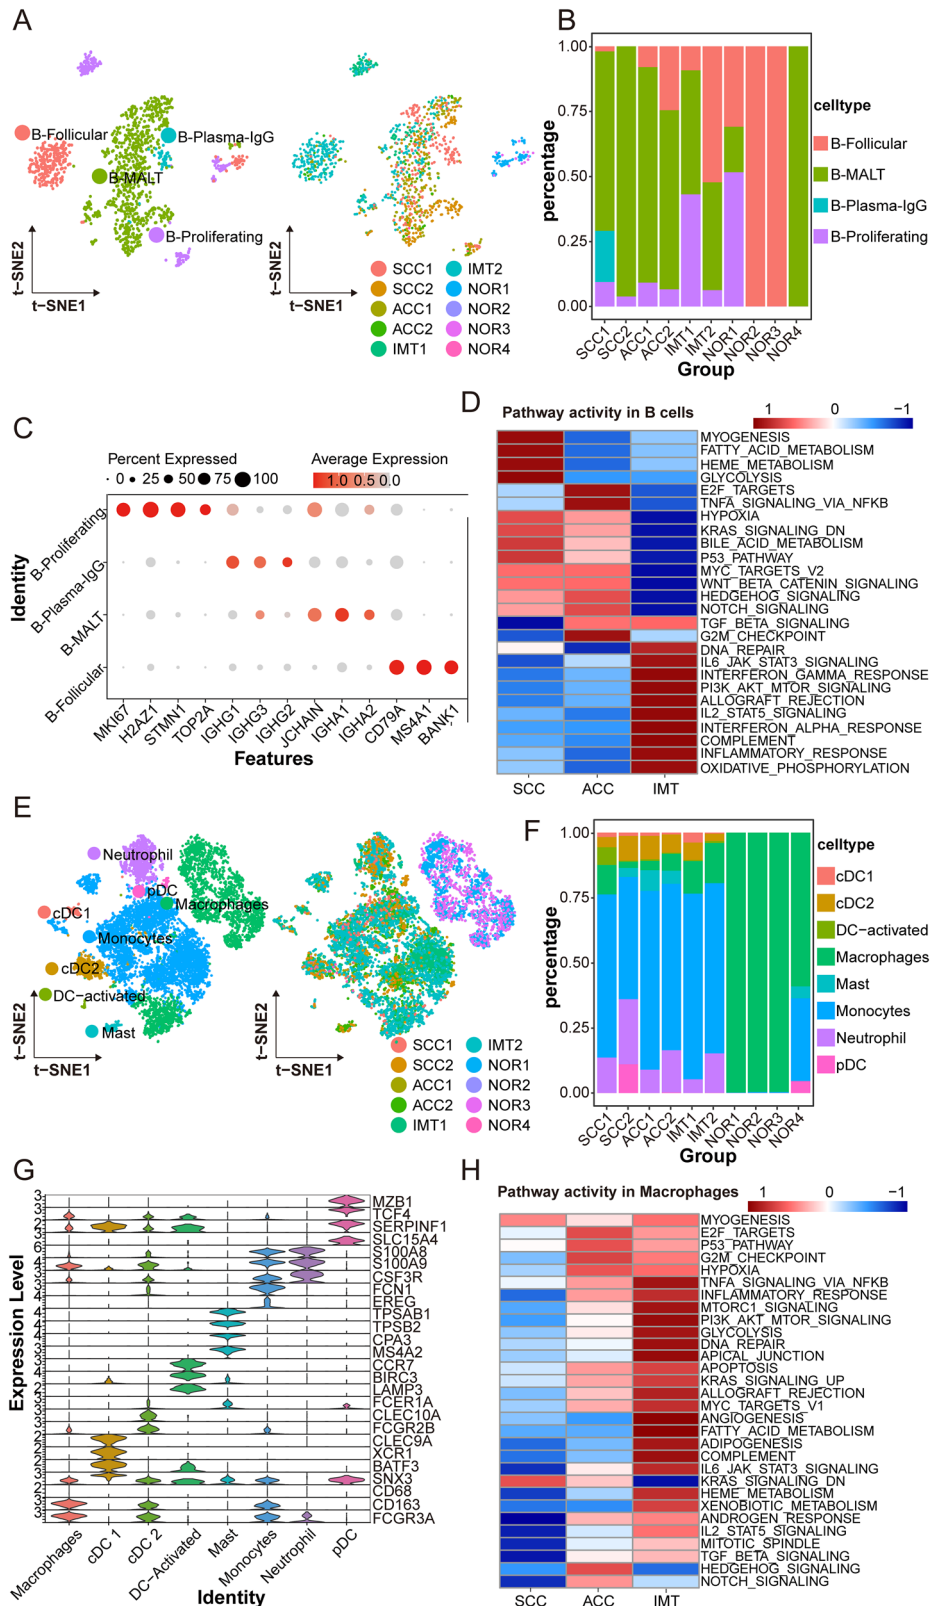 A
B-Follicular
B-Plasma-IgG
B-MALT
B-Proliferating
t-SNE2
t-SNE1
t-SNE2
t-SNE1
SCC1
SCC2
ACC1
ACC2
IMT1
IMT2
NOR1
NOR2
NOR3
NOR4
B
percentage
1.00
0.75
0.50
0.25
0.00
SCC1
SCC2
ACC1
ACC2
IMT1
IMT2
NOR1
NOR2
NOR3
NOR4
Group
celltype
B-Follicular
B-MALT
B-Plasma-IgG
B-Proliferating
C
Percent Expressed
0 25 50 75 100
Average Expression
1.0 0.5 0.0
Identity
B-Proliferating
B-Plasma-IgG
B-MALT
B-Follicular
MKI67
H2AZ1
STMN1
TOP2A
IGHG1
IGHG3
IGHG2
JCHAIN
IGHA1
IGHA2
CD79A
MS4A1
BANK1
Features
D
Pathway activity in B cells
1 0 −1
MYOGENESIS
FATTY_ACID_METABOLISM
HEME_METABOLISM
GLYCOLYSIS
E2F_TARGETS
TNFA_SIGNALING_VIA_NFKB
HYPOXIA
KRAS_SIGNALING_DN
BILE_ACID_METABOLISM
P53_PATHWAY
MYC_TARGETS_V2
WNT_BETA_CATENIN_SIGNALING
HEDGEHOG_SIGNALING
NOTCH_SIGNALING
TGF_BETA_SIGNALING
G2M_CHECKPOINT
DNA_REPAIR
IL6_JAK_STAT3_SIGNALING
INTERFERON_GAMMA_RESPONSE
PI3K_AKT_MTOR_SIGNALING
ALLOGRAFT_REJECTION
IL2_STAT5_SIGNALING
INTERFERON_ALPHA_RESPONSE
COMPLEMENT
INFLAMMATORY_RESPONSE
OXIDATIVE_PHOSPHORYLATION
SCC ACC IMT
E
Neutrophil
pDC
Macrophages
cDC1
Monocytes
cDC2
DC−activated
Mast
t−SNE2
t−SNE1
t−SNE2
t−SNE1
SCC1
SCC2
ACC1
ACC2
IMT1
IMT2
NOR1
NOR2
NOR3
NOR4
F
percentage
1.00
0.75
0.50
0.25
0.00
SCC1
SCC2
ACC1
ACC2
IMT1
IMT2
NOR1
NOR2
NOR3
NOR4
Group
celltype
cDC1
cDC2
DC−activated
Macrophages
Mast
Monocytes
Neutrophil
pDC
G
Expression Level
MZB1
TCF4
SERPINF1
SLC15A4
S100A8
S100A9
CSF3R
FCN1
EREG
TPSAB1
TPSB2
CPA3
MS4A2
CCR7
BIRC3
LAMP3
FCER1A
CLEC10A
FCGR2B
CLEC9A
XCR1
BATF3
SNX3
CD68
CD163
FCGR3A
Macrophages
cDC 1
cDC 2
DC−Activated
Mast
Monocytes
Neutrophil
pDC
Identity
H
Pathway activity in Macrophages
1 0 −1
MYOGENESIS
E2F_TARGETS
P53_PATHWAY
G2M_CHECKPOINT
HYPOXIA
TNFA_SIGNALING_VIA_NFKB
INFLAMMATORY_RESPONSE
MTORC1_SIGNALING
PI3K_AKT_MTOR_SIGNALING
GLYCOLYSIS
DNA_REPAIR
APICAL_JUNCTION
APOPTOSIS
KRAS_SIGNALING_UP
ALLOGRAFT_REJECTION
MYC_TARGETS_V1
ANGIOGENESIS
FATTY_ACID_METABOLISM
ADIPOGENESIS
COMPLEMENT
IL6_JAK_STAT3_SIGNALING
KRAS_SIGNALING_DN
HEME_METABOLISM
XENOBIOTIC_METABOLISM
ANDROGEN_RESPONSE
IL2_STAT5_SIGNALING
MITOTIC_SPINDLE
TGF_BETA_SIGNALING
HEDGEHOG_SIGNALING
NOTCH_SIGNALING
SCC ACC IMT